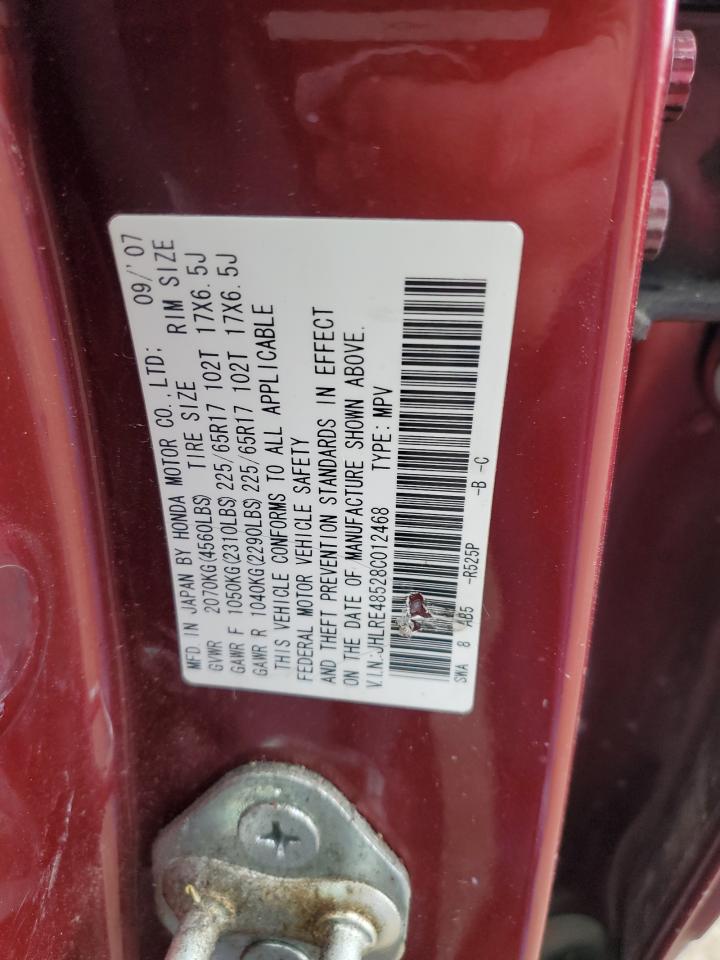 MFD IN JAPAN BY HONDA MOTOR CO.,LTD; 09/'07
GVWR 2070KG(4560LBS) TIRE SIZE RIM SIZE
GAWR F 1050KG(2310LBS) 225/65R17 102T 17X6.5J
GAWR R 1040KG(2290LBS) 225/65R17 102T 17X6.5J
THIS VEHICLE CONFORMS TO ALL APPLICABLE
FEDERAL MOTOR VEHICLE SAFETY
AND THEFT PREVENTION STANDARDS IN EFFECT
ON THE DATE OF MANUFACTURE SHOWN ABOVE.
V.I.N:JHLRE48528C012468 TYPE:MPV
SWA 8 AB5 -R525P -B -C